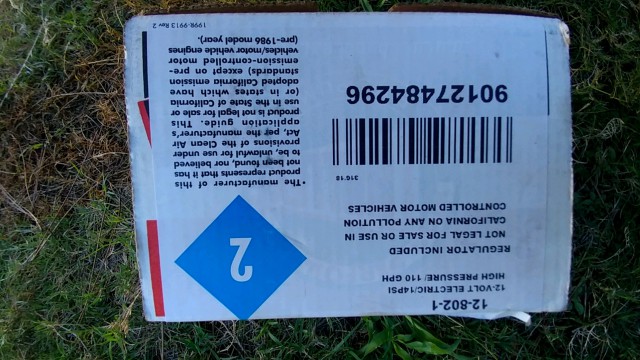 12-802-1
12-VOLT ELECTRIC/14PSI
HIGH PRESSURE/ 110 GPH
REGULATOR INCLUDED
NOT LEGAL FOR SALE OR USE IN
CALIFORNIA ON ANY POLLUTION
CONTROLLED MOTOR VEHICLES
90127484296
2
• The manufacturer of this
product represents that it has
not been found, nor believed
to be, unlawful for use under
provisions of the Clean Air
Act, per the manufacturer's
application guide. This
product is not legal for sale or
use in the State of California
(or in states which have
adopted California emission
standards) except on pre-
emission-controlled motor
vehicles/motor vehicle engines
(pre-1986 model year).
199R-9913 Rev 2